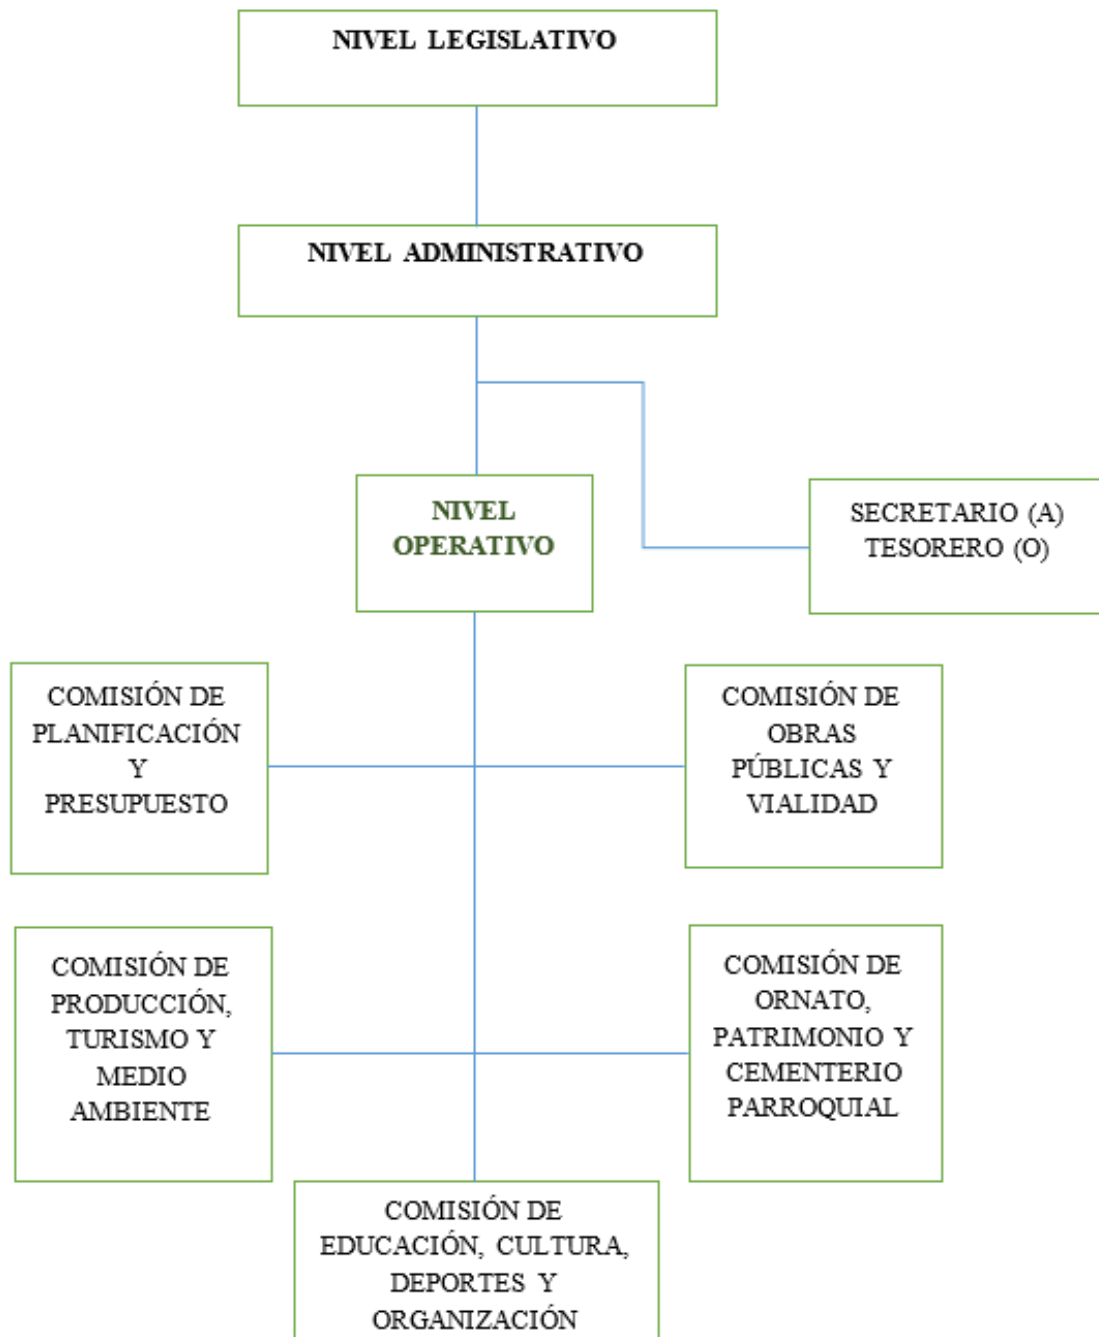 NIVEL LEGISLATIVO
NIVEL ADMINISTRATIVO
NIVEL
OPERATIVO
SECRETARIO (A)
TESORERO (O)
COMISIÓN DE
PLANIFICACIÓN
Y
PRESUPUESTO
COMISIÓN DE
OBRAS
PÚBLICAS Y
VIALIDAD
COMISIÓN DE
PRODUCCIÓN,
TURISMO Y
MEDIO
AMBIENTE
COMISIÓN DE
ORNATO,
PATRIMONIO Y
CEMENTERIO
PARROQUIAL
COMISIÓN DE
EDUCACIÓN, CULTURA,
DEPORTES Y
ORGANIZACIÓN